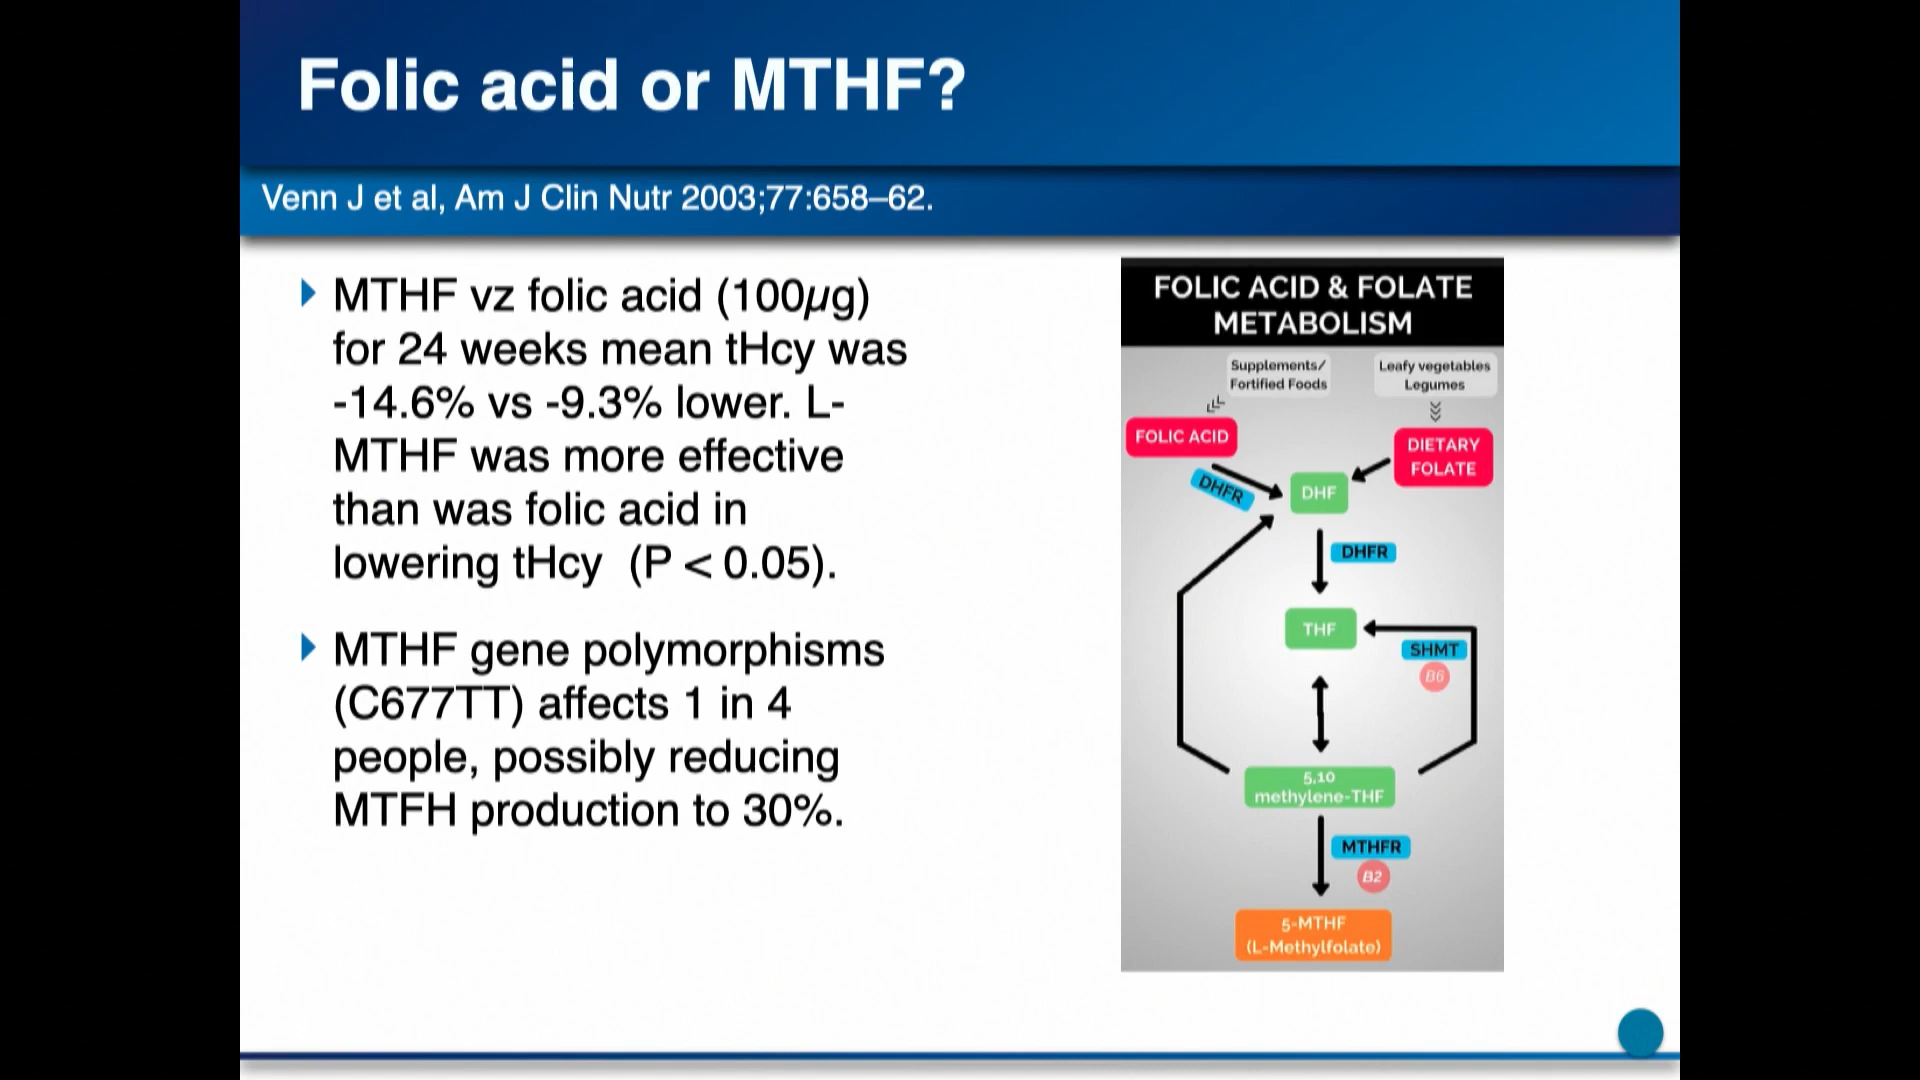 Folic acid or MTHF?
Venn J et al, Am J Clin Nutr 2003;77:658–62.
MTHF vz folic acid (100µg)
for 24 weeks mean tHcy was
-14.6% vs -9.3% lower. L-
MTHF was more effective
than was folic acid in
lowering tHcy (P < 0.05).
MTHF gene polymorphisms
(C677TT) affects 1 in 4
people, possibly reducing
MTFH production to 30%.
FOLIC ACID & FOLATE
METABOLISM
Supplements/
Fortified Foods
Leafy vegetables
Legumes
FOLIC ACID
DIETARY
FOLATE
DHFR
DHF
DHFR
THF
SHMT
B6
5,10
methylene-THF
MTHFR
B2
5-MTHF
(L-Methylfolate)